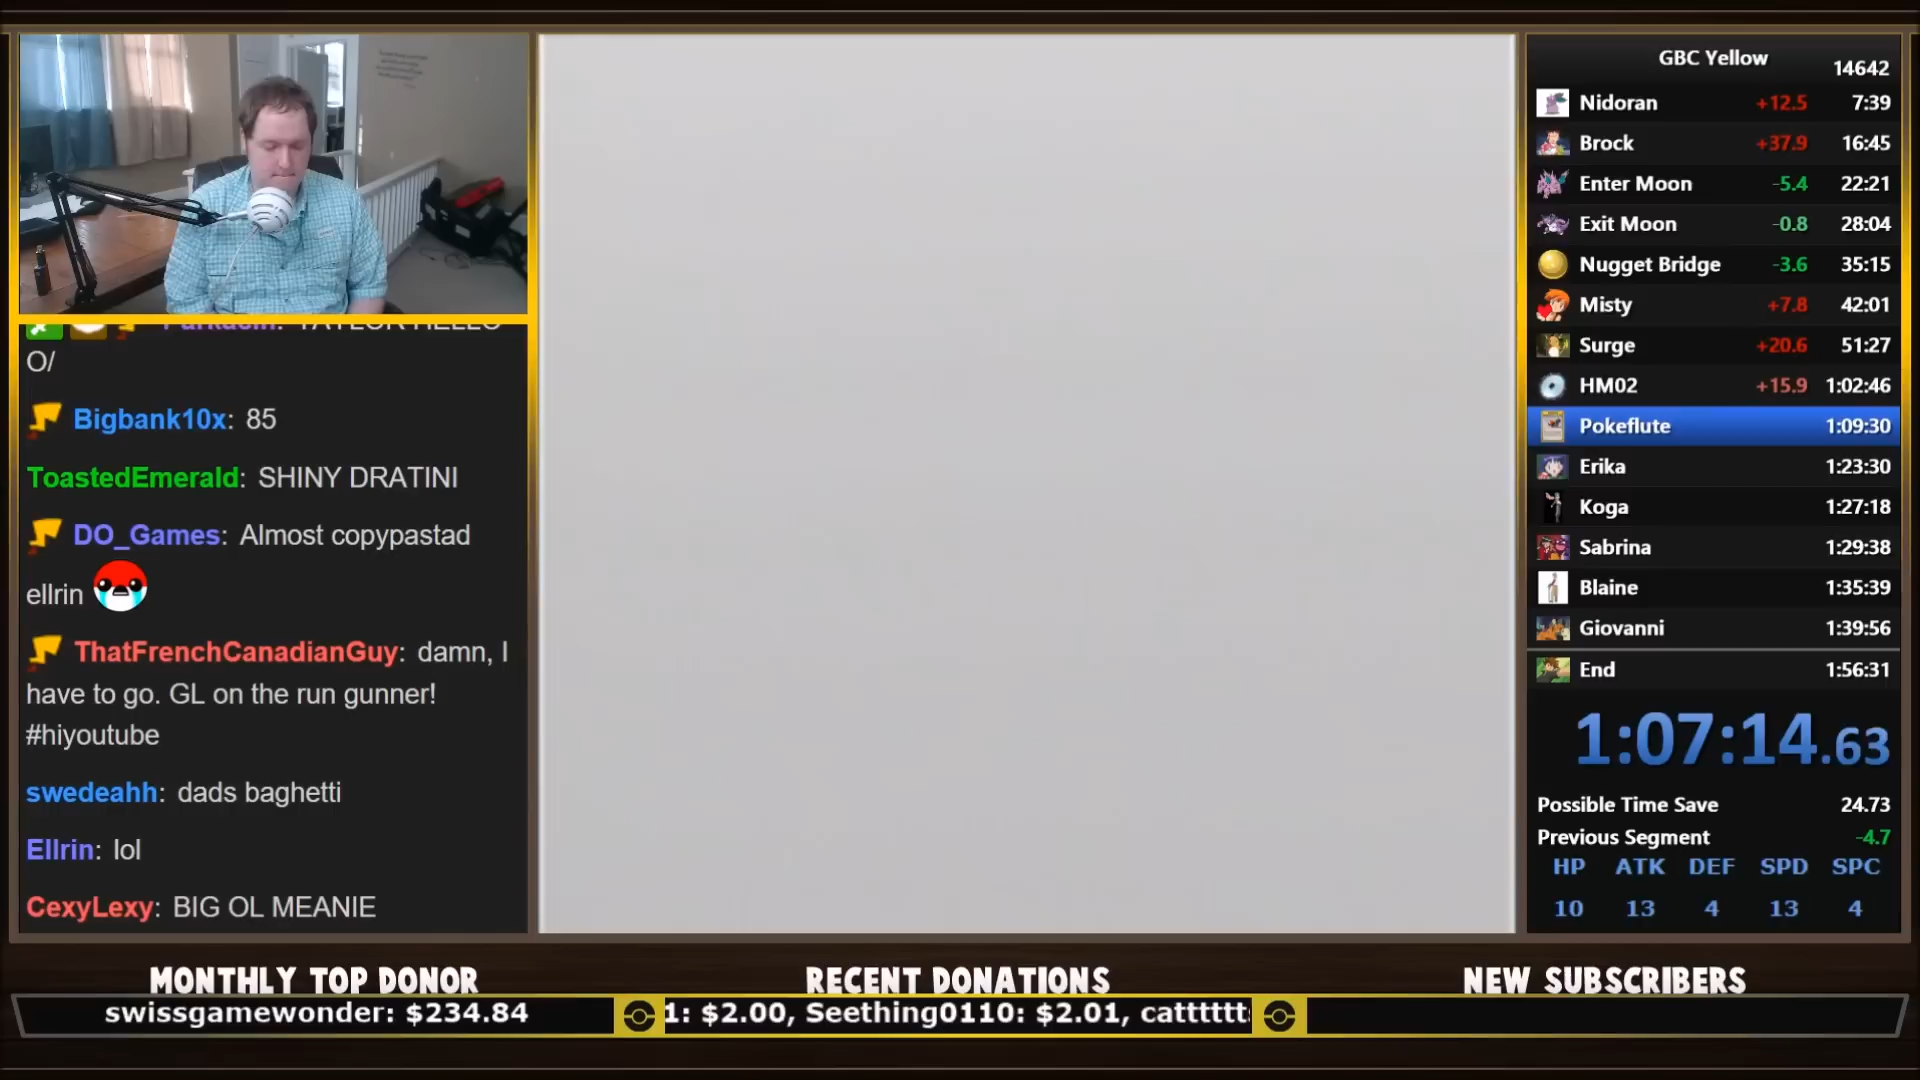 GBC Yellow
14642
Nidoran +12.5 7:39
Brock +37.9 16:45
Enter Moon -5.4 22:21
Exit Moon -0.8 28:04
Nugget Bridge -3.6 35:15
Misty +7.8 42:01
Surge +20.6 51:27
HM02 +15.9 1:02:46
Pokeflute 1:09:30
Erika 1:23:30
Koga 1:27:18
Sabrina 1:29:38
Blaine 1:35:39
Giovanni 1:39:56
End 1:56:31
1:07:14.63
Possible Time Save 24.73
Previous Segment -4.7
HP ATK DEF SPD SPC
10 13 4 13 4
TAYLOR HELLO
O/
Bigbank10x: 85
ToastedEmerald: SHINY DRATINI
DO_Games: Almost copypastad
ellrin
ThatFrenchCanadianGuy: damn, I
have to go. GL on the run gunner!
#hiyoutube
swedeahh: dads baghetti
Ellrin: lol
CexyLexy: BIG OL MEANIE
MONTHLY TOP DONOR
swissgamewonder: $234.84
RECENT DONATIONS
1: $2.00, Seething0110: $2.01, catttttt
NEW SUBSCRIBERS